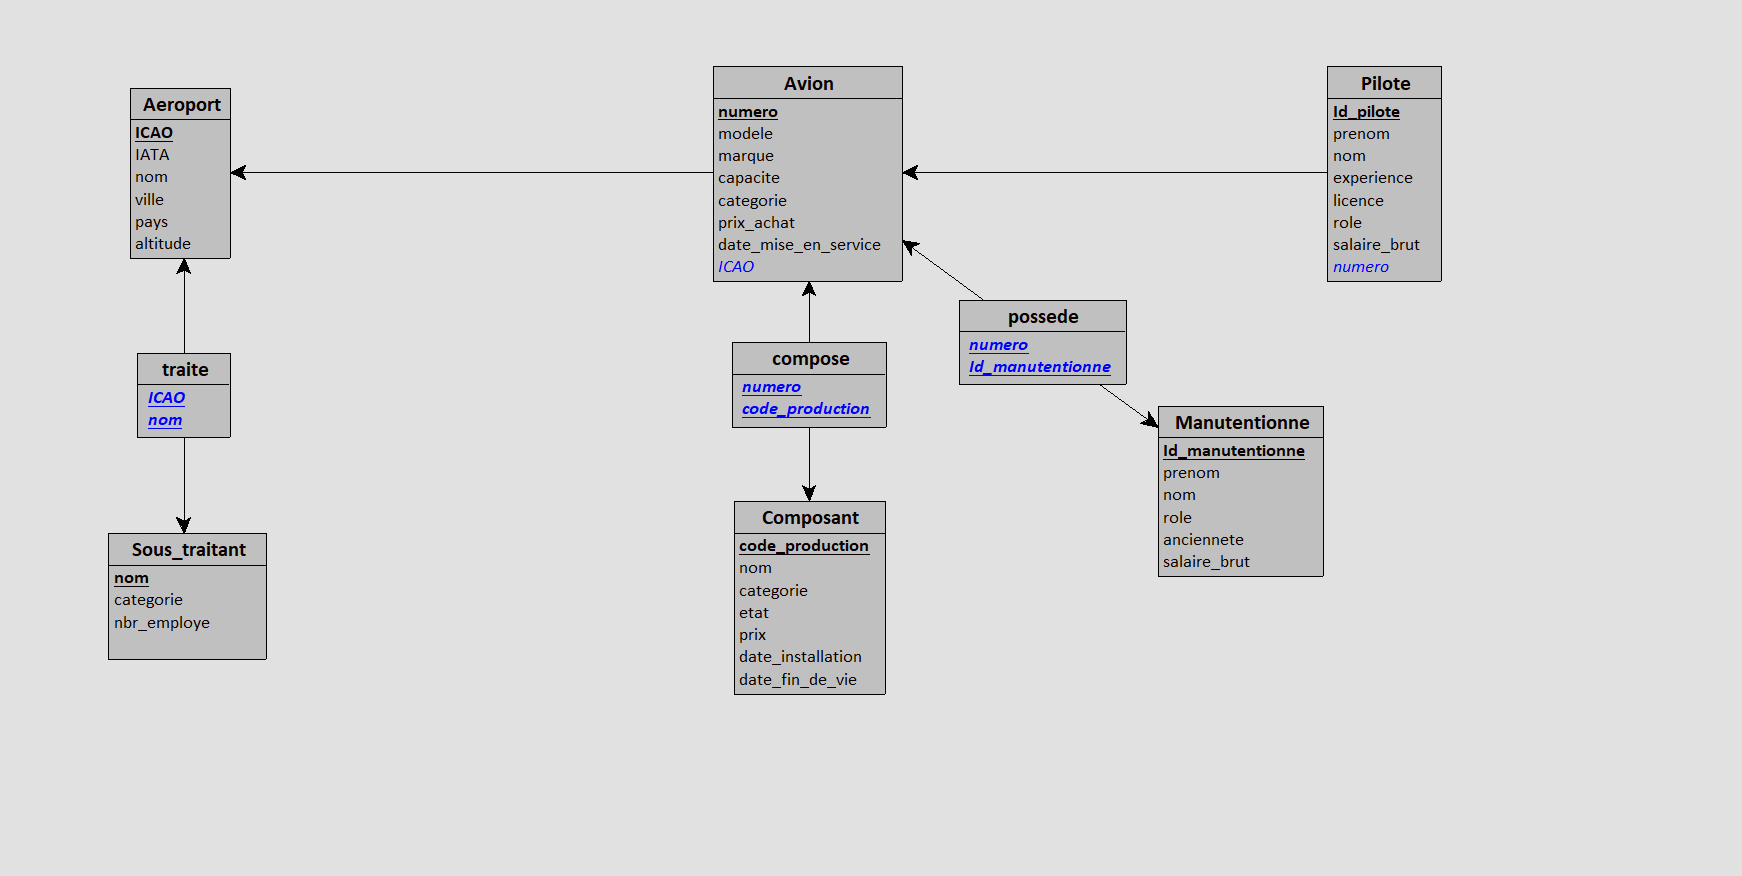 Aeroport
ICAO
IATA
nom
ville
pays
altitude
Avion
numero
modele
marque
capacite
categorie
prix_achat
date_mise_en_service
ICAO
Pilote
Id_pilote
prenom
nom
experience
licence
role
salaire_brut
numero
traite
ICAO
nom
compose
numero
code_production
possede
numero
Id_manutentionne
Manutentionne
Id_manutentionne
prenom
nom
role
anciennete
salaire_brut
Sous_traitant
nom
categorie
nbr_employe
Composant
code_production
nom
categorie
etat
prix
date_installation
date_fin_de_vie